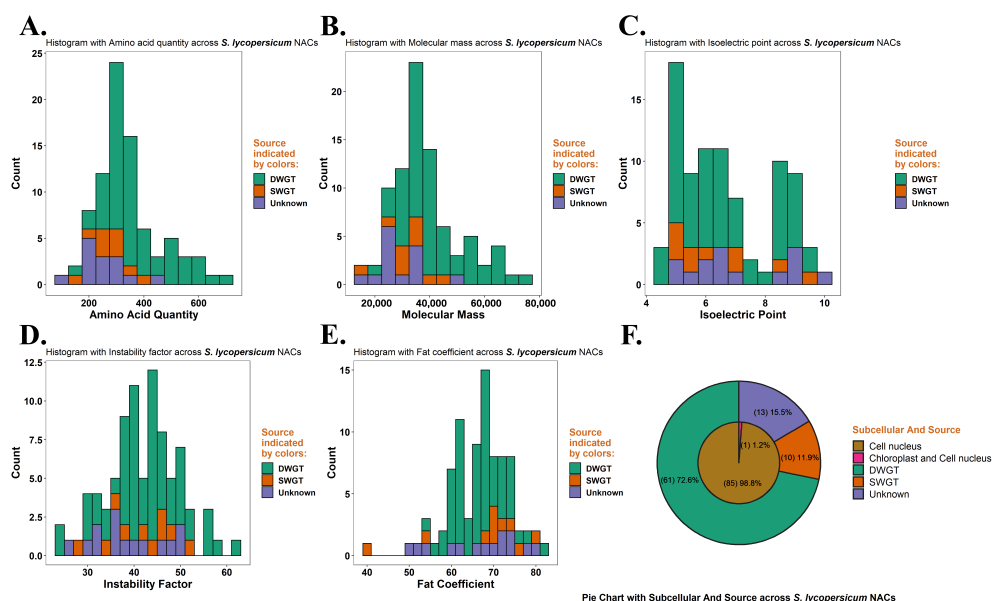 A.
Histogram with Amino acid quantity across S. lycopersicum NACs
25
20
15
10
5
0
Count
200
400
600
Amino Acid Quantity
Source
indicated
by colors:
DWGT
SWGT
Unknown
B.
Histogram with Molecular mass across S. lycopersicum NACs
20
15
10
5
0
Count
20,000
40,000
60,000
80,000
Molecular Mass
Source
indicated
by colors:
DWGT
SWGT
Unknown
C.
Histogram with Isoelectric point across S. lycopersicum NACs
15
10
5
0
Count
4
6
8
10
Isoelectric Point
Source
indicated
by colors:
DWGT
SWGT
Unknown
D.
Histogram with Instability factor across S. lycopersicum NACs
12.5
10.0
7.5
5.0
2.5
0.0
Count
30
40
50
60
Instability Factor
Source
indicated
by colors:
DWGT
SWGT
Unknown
E.
Histogram with Fat coefficient across S. lycopersicum NACs
15
10
5
0
Count
40
50
60
70
80
Fat Coefficient
Source
indicated
by colors:
DWGT
SWGT
Unknown
F.
(13) 15.5%
(1) 1.2%
(10) 11.9%
(61) 72.6%
(85) 98.8%
Subcellular And Source
Cell nucleus
Chloroplast and Cell nucleus
DWGT
SWGT
Unknown
Pie Chart with Subcellular And Source across S. lycopersicum NACs